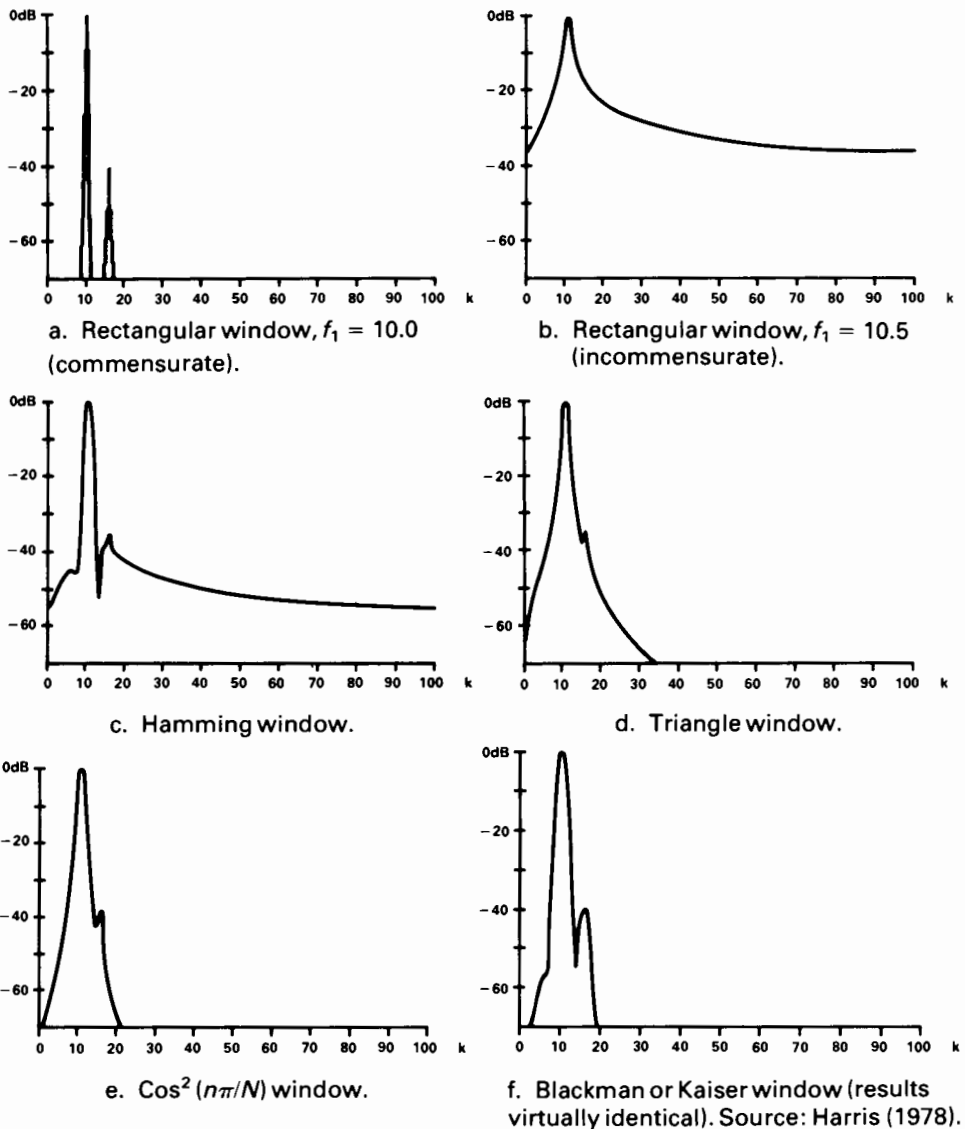 0dB
−20
−40
−60
0 10 20 30 40 50 60 70 80 90 100 k
a. Rectangular window, f₁ = 10.0
(commensurate).
0dB
−20
−40
−60
0 10 20 30 40 50 60 70 80 90 100 k
b. Rectangular window, f₁ = 10.5
(incommensurate).
0dB
−20
−40
−60
0 10 20 30 40 50 60 70 80 90 100 k
c. Hamming window.
0dB
−20
−40
−60
0 10 20 30 40 50 60 70 80 90 100 k
d. Triangle window.
0dB
−20
−40
−60
0 10 20 30 40 50 60 70 80 90 100 k
e. Cos² (nπ/N) window.
0dB
−20
−40
−60
0 10 20 30 40 50 60 70 80 90 100 k
f. Blackman or Kaiser window (results
virtually identical). Source: Harris (1978).